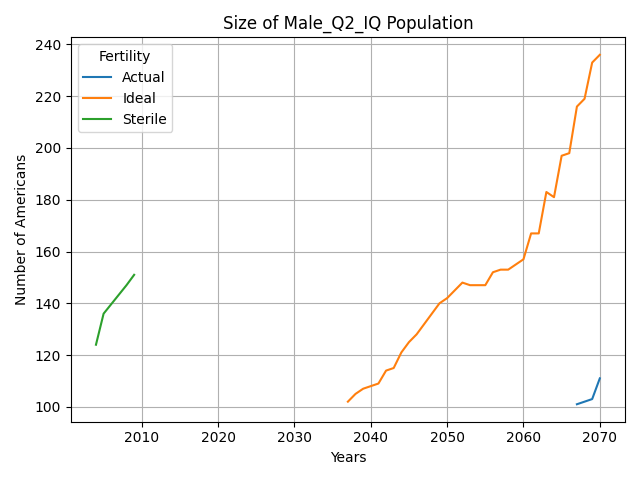 Size of Male_Q2_IQ Population
Fertility
Actual
Ideal
Sterile
Number of Americans
240
220
200
180
160
140
120
100
2010 2020 2030 2040 2050 2060 2070
Years